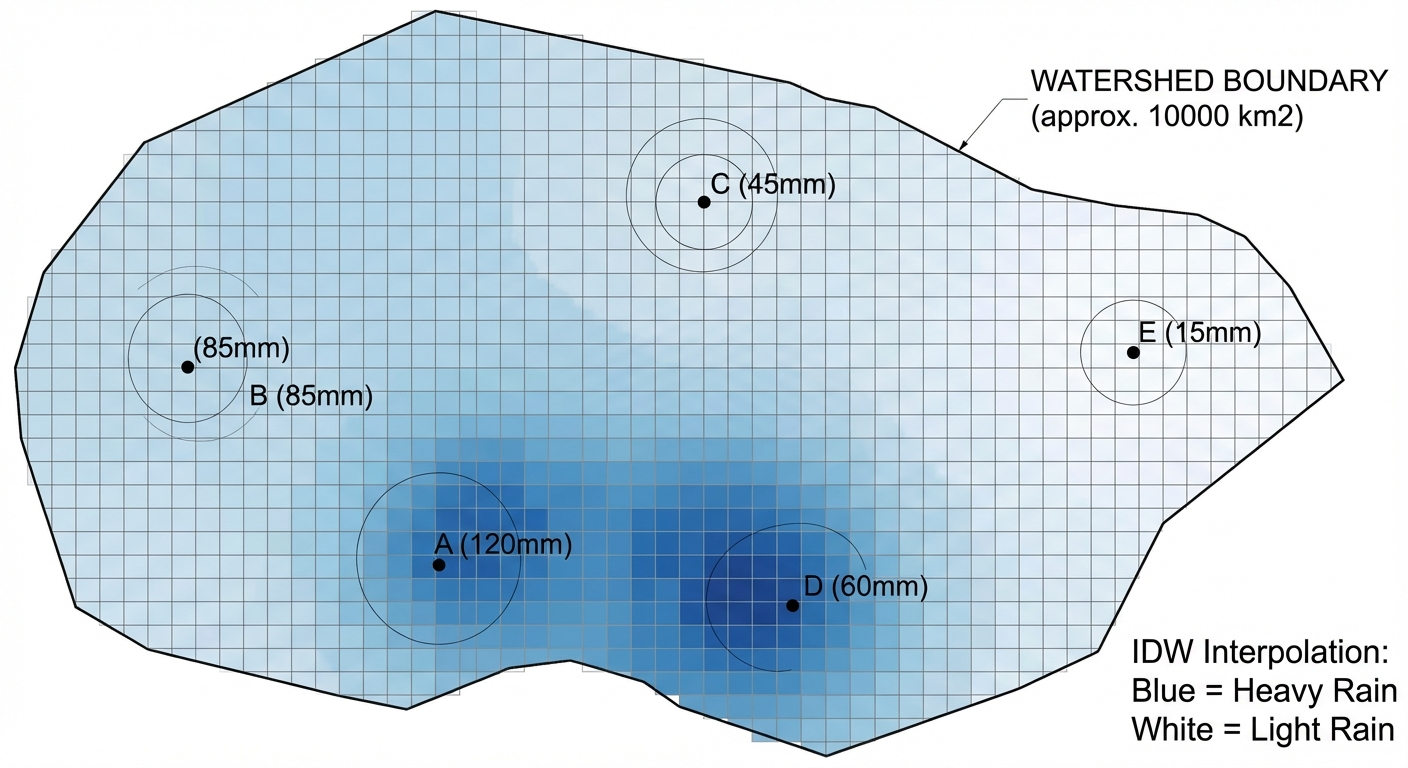 WATERSHED BOUNDARY
(approx. 10000 km2)
C (45mm)
E (15mm)
(85mm)
B (85mm)
A (120mm)
D (60mm)
IDW Interpolation:
Blue = Heavy Rain
White = Light Rain